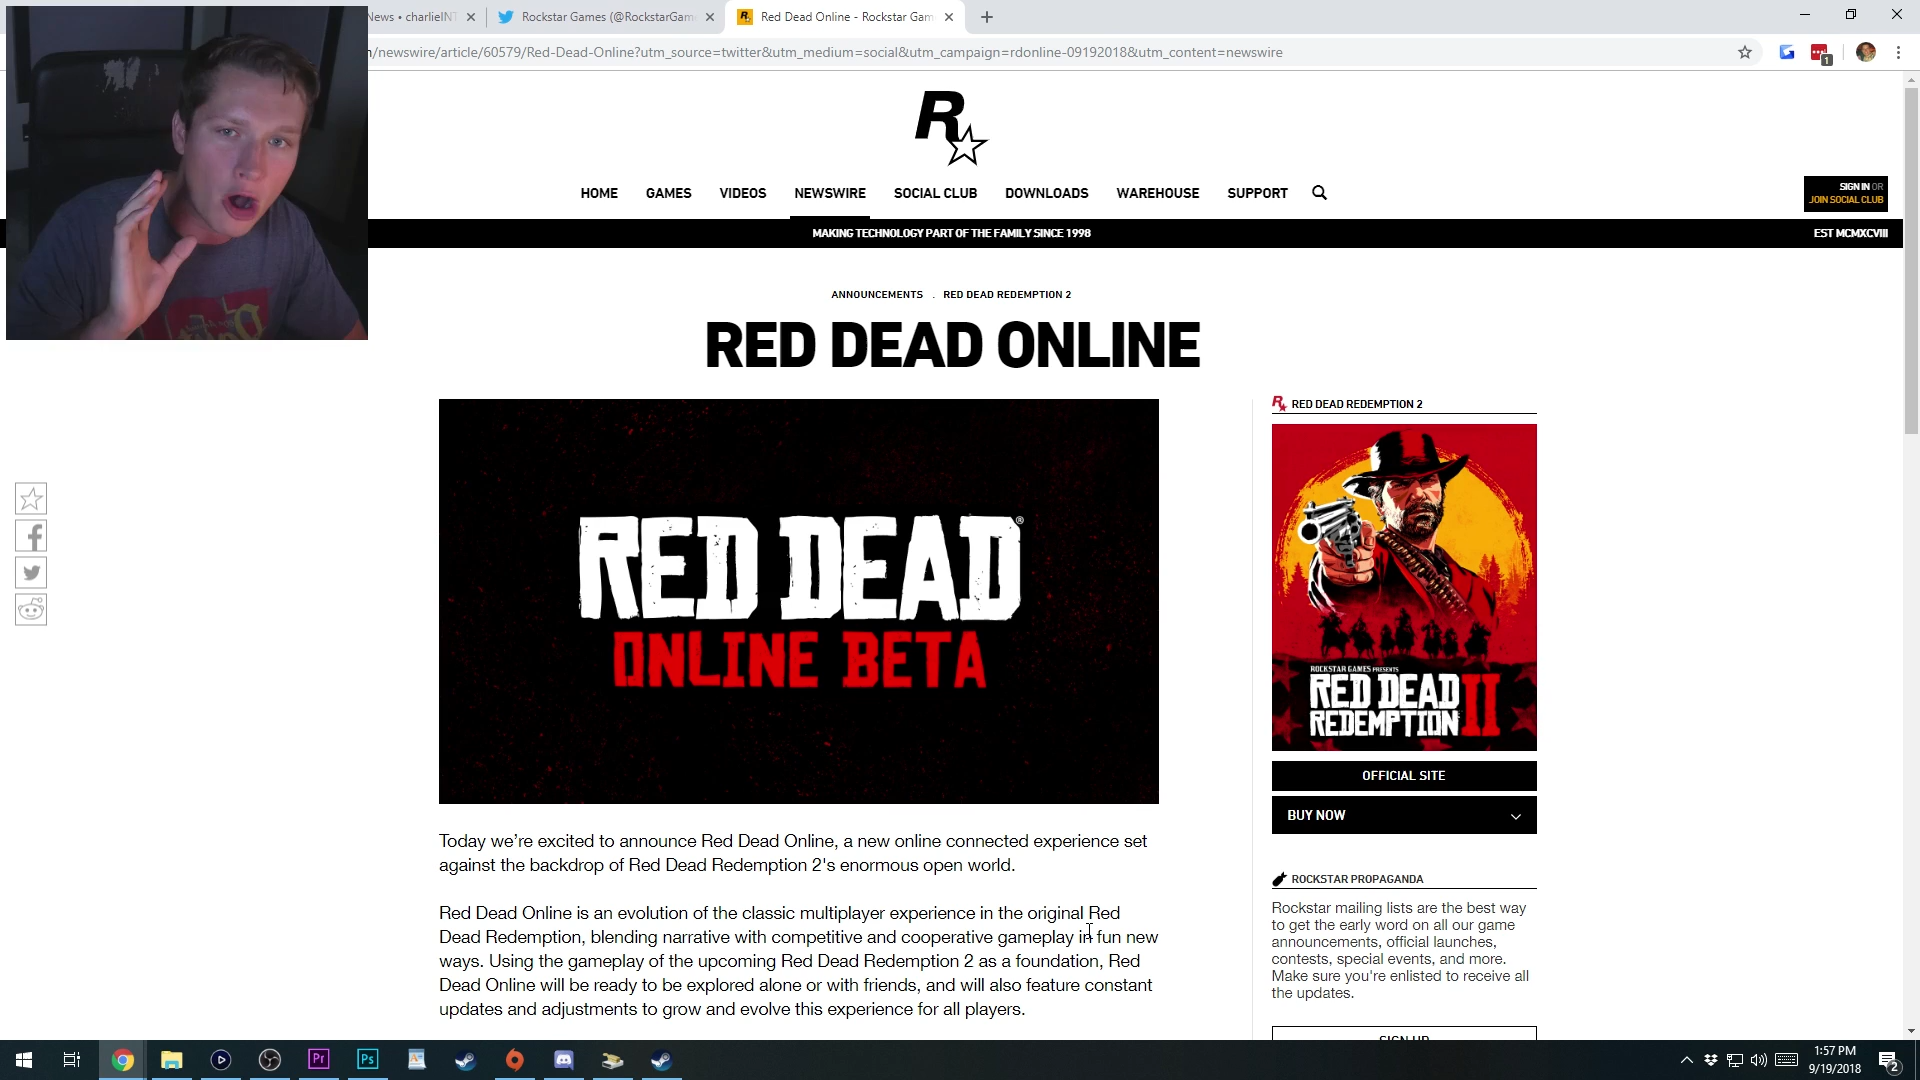 News • charlieINT
Rockstar Games (@RockstarGam
Red Dead Online - Rockstar Gam
/newswire/article/60579/Red-Dead-Online?utm_source=twitter&utm_medium=social&utm_campaign=rdonline-09192018&utm_content=newswire
1
R
HOME GAMES VIDEOS NEWSWIRE SOCIAL CLUB DOWNLOADS WAREHOUSE SUPPORT
SIGN IN OR
JOIN SOCIAL CLUB
MAKING TECHNOLOGY PART OF THE FAMILY SINCE 1998
EST MCMXCVIII
ANNOUNCEMENTS . RED DEAD REDEMPTION 2
RED DEAD ONLINE
RED DEAD®
ONLINE BETA
Today we’re excited to announce Red Dead Online, a new online connected experience set
against the backdrop of Red Dead Redemption 2's enormous open world.
Red Dead Online is an evolution of the classic multiplayer experience in the original Red
Dead Redemption, blending narrative with competitive and cooperative gameplay in fun new
ways. Using the gameplay of the upcoming Red Dead Redemption 2 as a foundation, Red
Dead Online will be ready to be explored alone or with friends, and will also feature constant
updates and adjustments to grow and evolve this experience for all players.
R RED DEAD REDEMPTION 2
ROCKSTAR GAMES PRESENTS
RED DEAD
REDEMPTION II
OFFICIAL SITE
BUY NOW
ROCKSTAR PROPAGANDA
Rockstar mailing lists are the best way
to get the early word on all our game
announcements, official launches,
contests, special events, and more.
Make sure you're enlisted to receive all
the updates.
SIGN UP
Pr
Ps
1:57 PM
9/19/2018
2